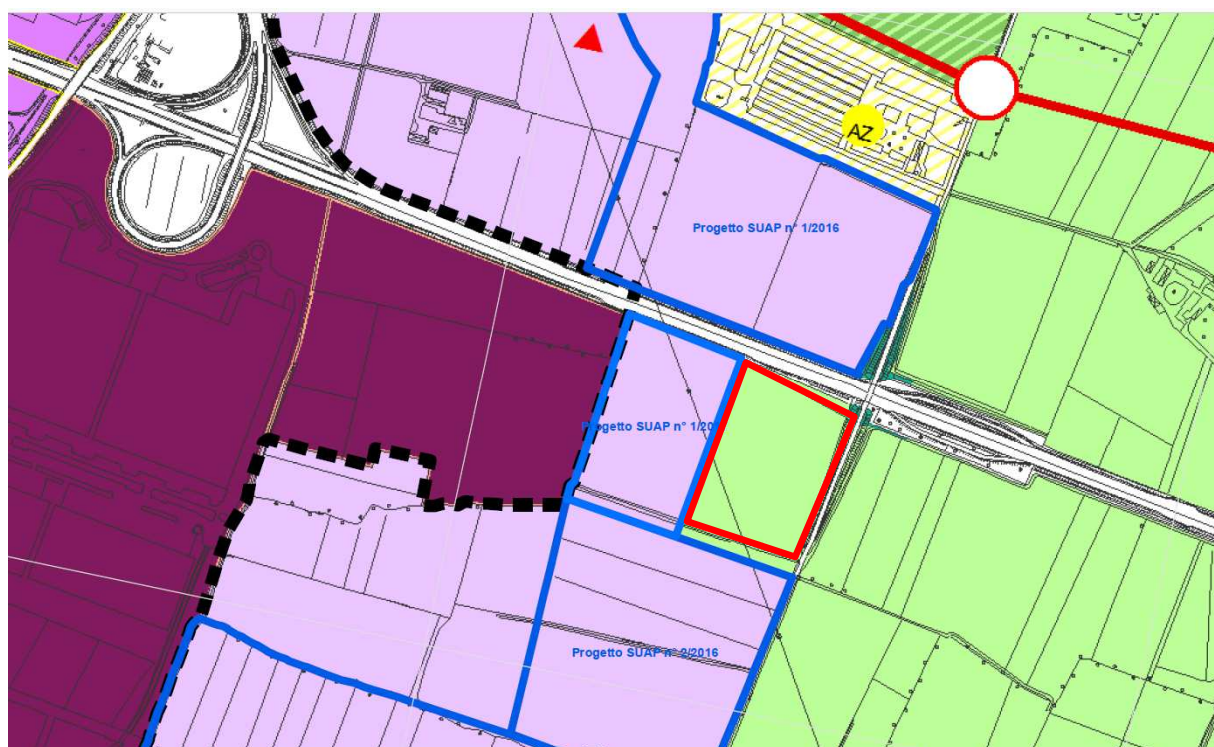 AZ
Progetto SUAP n° 1/2016
Progetto SUAP n° 1/20
Progetto SUAP n° 2/2016